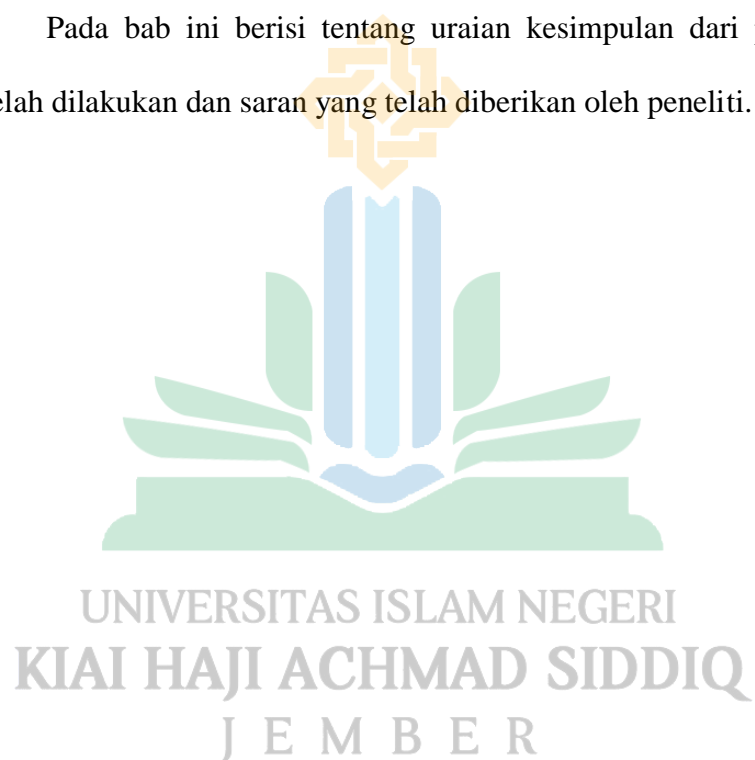 Pada bab ini berisi tentang uraian kesimpulan dari
elah dilakukan dan saran yang telah diberikan oleh peneliti.
UNIVERSITAS ISLAM NEGERI
KIAI HAJI ACHMAD SIDDIQ
JEMBER